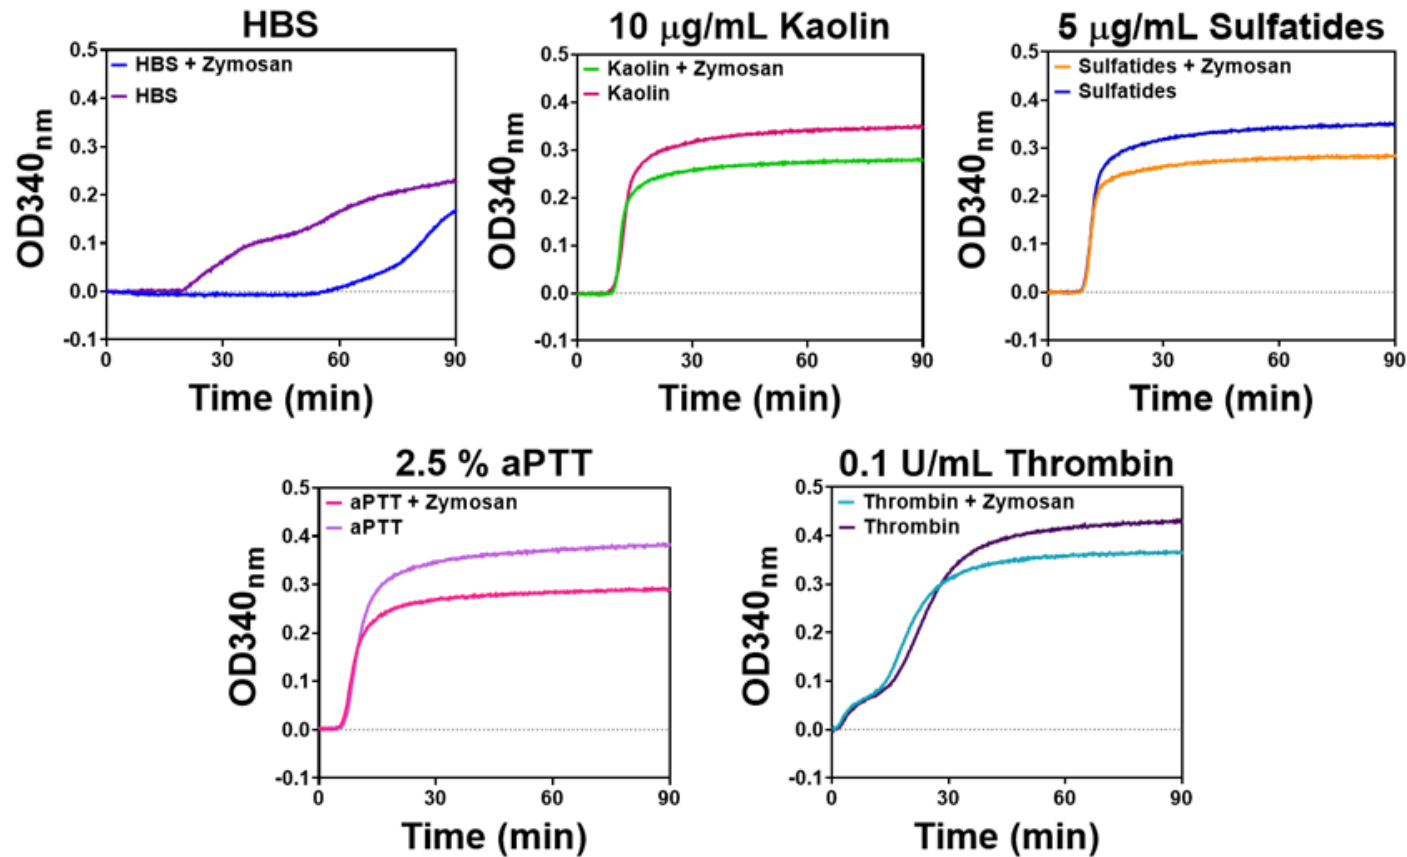 HBS
0.5
0.4
0.3
0.2
0.1
0.0
-0.1
HBS + Zymosan
HBS
OD340nm
0
30
60
90
Time (min)
10 μg/mL Kaolin
0.5
0.4
0.3
0.2
0.1
0.0
-0.1
Kaolin + Zymosan
Kaolin
OD340nm
0
30
60
90
Time (min)
5 μg/mL Sulfatides
0.5
0.4
0.3
0.2
0.1
0.0
-0.1
Sulfatides + Zymosan
Sulfatides
OD340nm
0
30
60
90
Time (min)
2.5 % aPTT
0.5
0.4
0.3
0.2
0.1
0.0
-0.1
aPTT + Zymosan
aPTT
OD340nm
0
30
60
90
Time (min)
0.1 U/mL Thrombin
0.5
0.4
0.3
0.2
0.1
0.0
-0.1
Thrombin + Zymosan
Thrombin
OD340nm
0
30
60
90
Time (min)